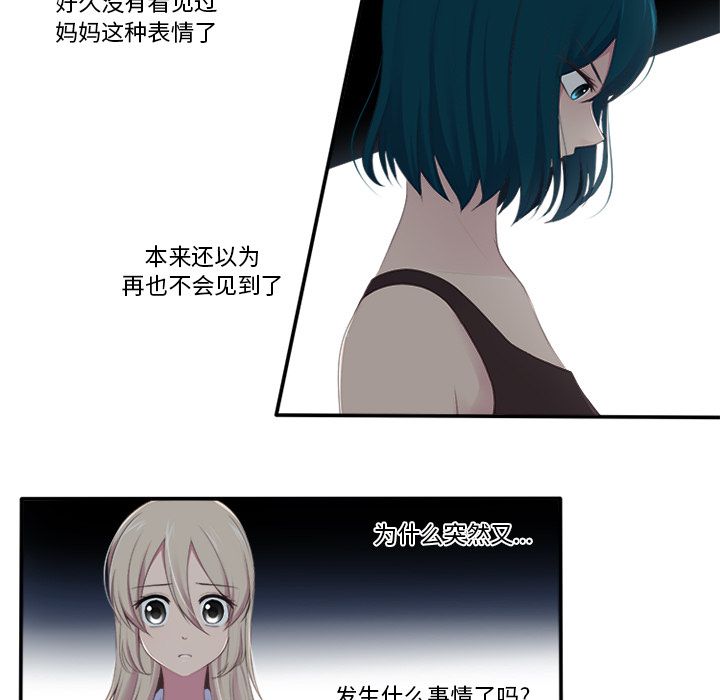 好久没有看见过
妈妈这种表情了
本来还以为
再也不会见到了
为什么突然又...
发生什么事情了吗?